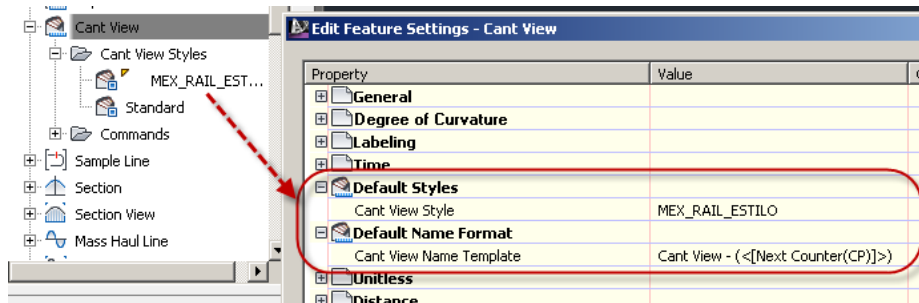 Cant View
Cant View Styles
MEX_RAIL_EST...
Standard
Commands
Sample Line
Section
Section View
Mass Haul Line
Edit Feature Settings - Cant View
Property Value
General
Degree of Curvature
Labeling
Time
Default Styles
Cant View Style MEX_RAIL_ESTILO
Default Name Format
Cant View Name Template Cant View - (<[Next Counter(CP)]>)
Unitless
Distance